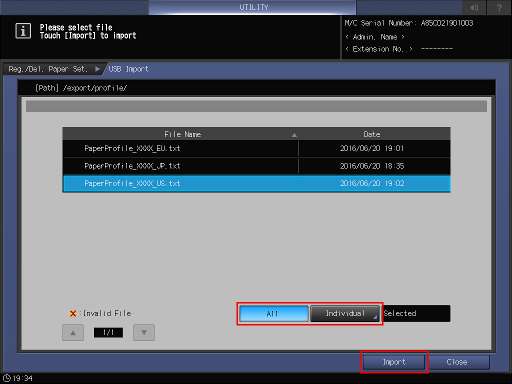 UTILITY
Please select file
Touch [Import] to import
M/C Serial Number: A85C021901003
< Admin. Name >
< Extension No. > --------
Reg./Del. Paper Set. ▶ USB Import
[Path] /export/profile/
File Name ▲ Date
PaperProfile_XXXX_EU.txt 2016/06/20 19:01
PaperProfile_XXXX_JP.txt 2016/06/20 18:35
PaperProfile_XXXX_US.txt 2016/06/20 19:02
X :Invalid File
All Individual Selected
1/1
Import Close
19:34